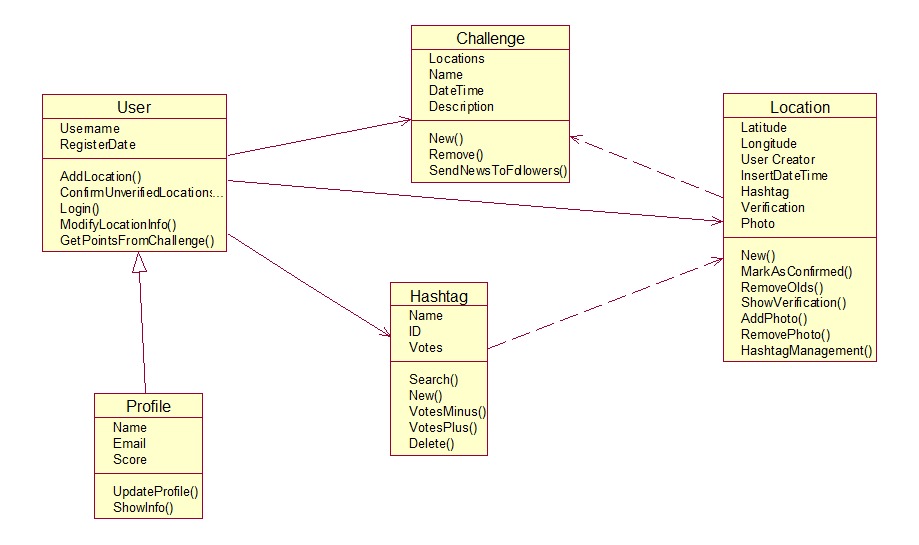 Challenge
Locations
Name
DateTime
Description
New()
Remove()
SendNewsToFollowers()
User
Username
RegisterDate
AddLocation()
ConfirmUnverifiedLocations...
Login()
ModifyLocationInfo()
GetPointsFromChallenge()
Location
Latitude
Longitude
User Creator
InsertDateTime
Hashtag
Verification
Photo
New()
MarkAsConfirmed()
RemoveOlds()
ShowVerification()
AddPhoto()
RemovePhoto()
HashtagManagement()
Hashtag
Name
ID
Votes
Search()
New()
VotesMinus()
VotesPlus()
Delete()
Profile
Name
Email
Score
UpdateProfile()
ShowInfo()